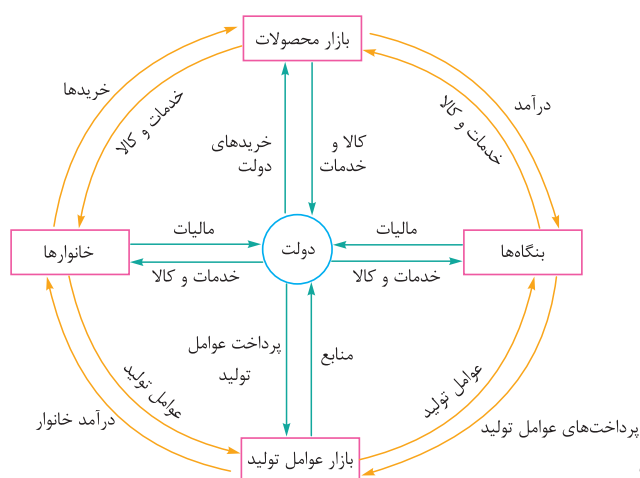 بازار محصولات
خریدها
خدمات و کالا
درآمد
خدمات و کالا
خریدهای
دولت
کالا و
خدمات
خانوارها
مالیات
خدمات و کالا
دولت
مالیات
خدمات و کالا
بنگاه‌ها
پرداخت عوامل
تولید
منابع
عوامل تولید
درآمد خانوار
عوامل تولید
پرداخت‌های عوامل تولید
بازار عوامل تولید